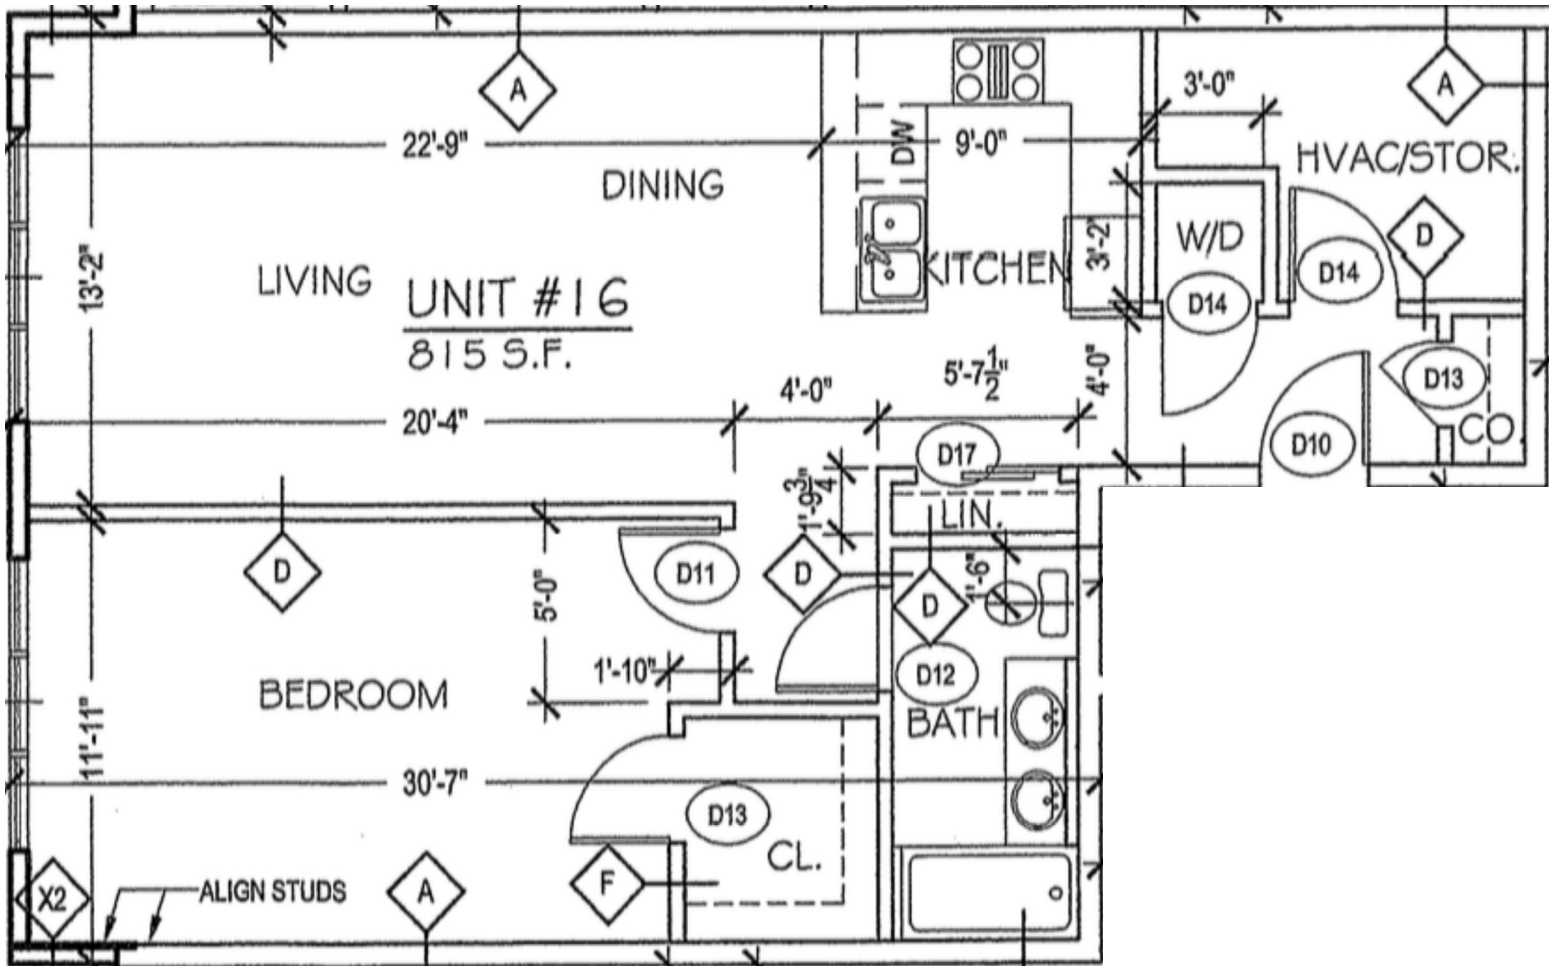 A
A
3'-0"
22'-9"
DW
9'-0"
HVAC/STOR.
DINING
W/D
D
3'-2"
LIVING
KITCHEN
D14
13'-2"
UNIT #16
D14
815 S.F.
5'-7 1/2"
4'-0"
4'-0"
D13
20'-4"
CO.
D17
D10
1'-9 3/4"
LIN.
D
D11
D
1'-6"
5'-0"
D
1'-10"
D12
BEDROOM
BATH
11'-11"
30'-7"
D13
CL.
F
X2
ALIGN STUDS
A